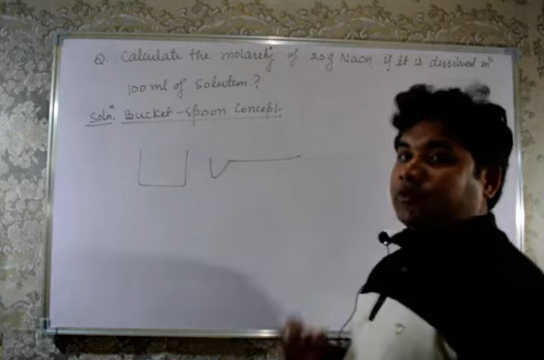 Q. Calculate the molarity of 20g NaOH if it is dissolved in
100 ml of solution?
Soln. Bucket-spoon Concept.